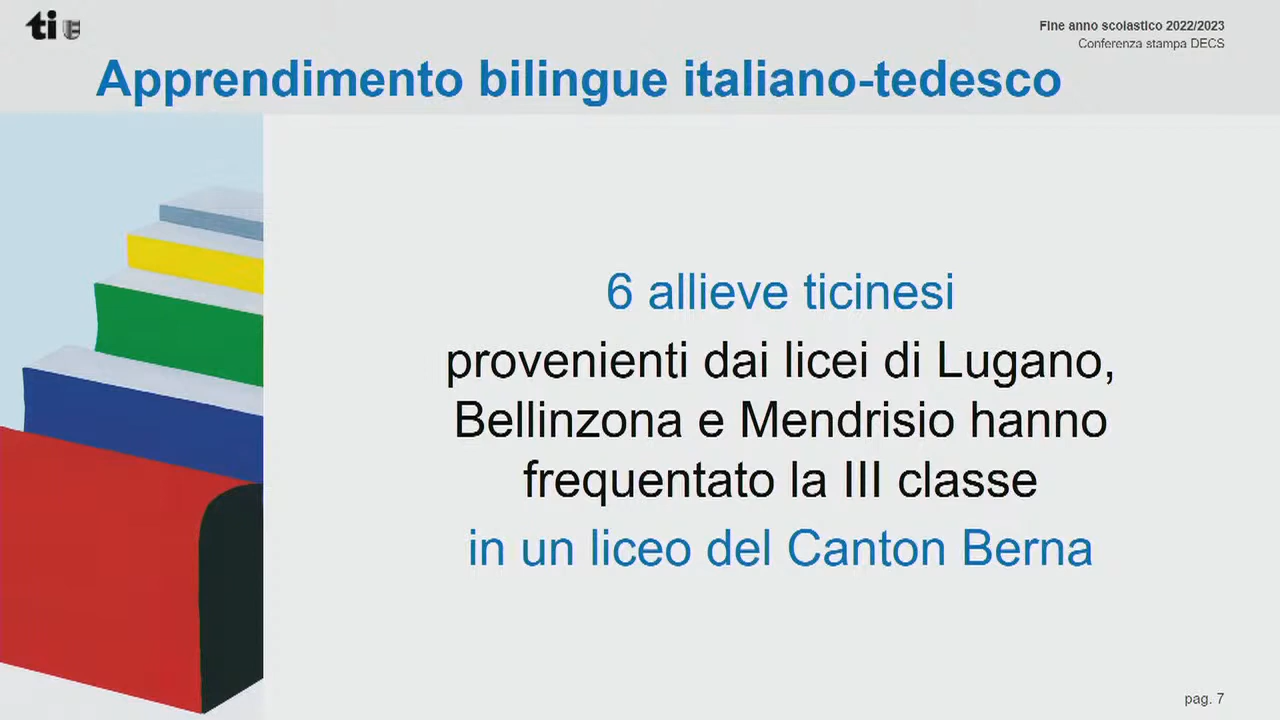 ti
Fine anno scolastico 2022/2023
Conferenza stampa DECS
Apprendimento bilingue italiano-tedesco
6 allieve ticinesi
provenienti dai licei di Lugano,
Bellinzona e Mendrisio hanno
frequentato la III classe
in un liceo del Canton Berna
pag. 7